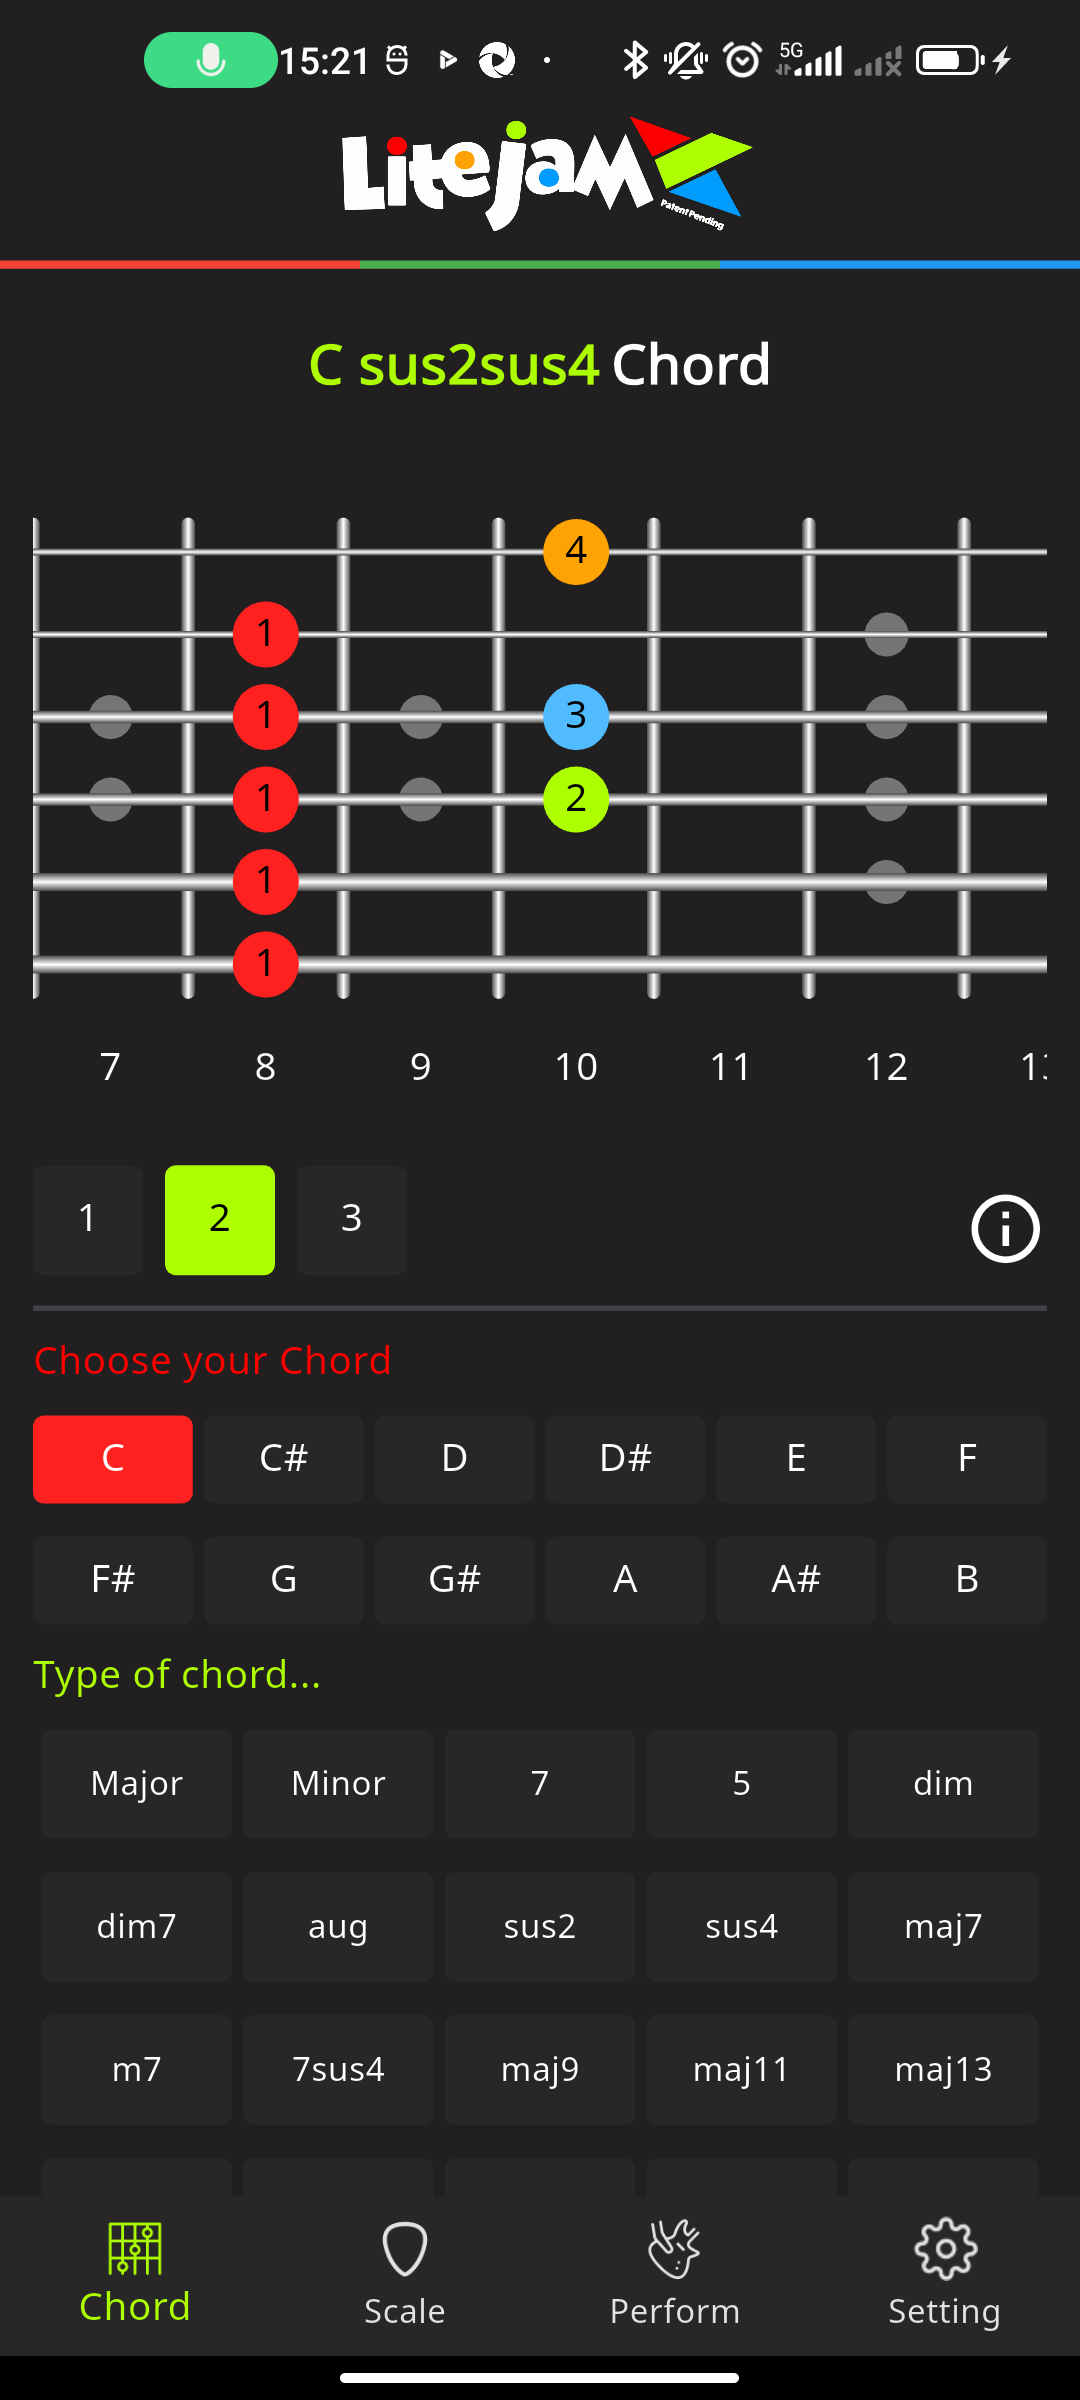 15:21
5G
LitejaM
Patent Pending
C sus2sus4 Chord
4
1
1 3
1 2
1
1
7 8 9 10 11 12
1 2 3
Choose your Chord
C C# D D# E F
F# G G# A A# B
Type of chord...
Major Minor 7 5 dim
dim7 aug sus2 sus4 maj7
m7 7sus4 maj9 maj11 maj13
Chord Scale Perform Setting